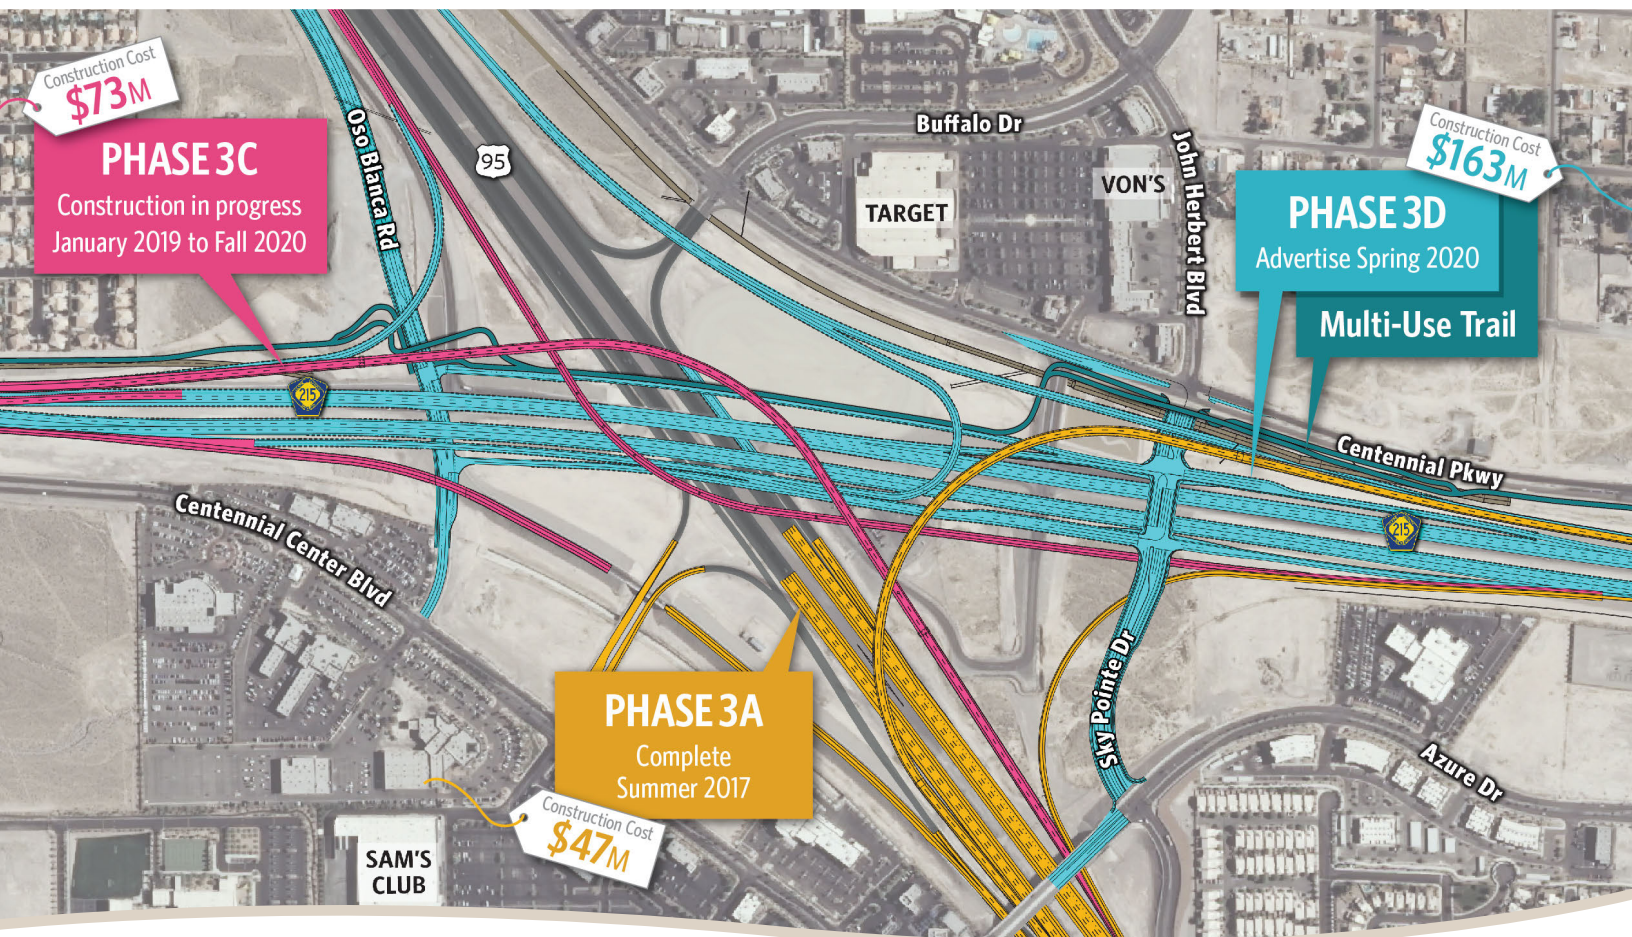 Construction Cost
$73M
PHASE 3C
Construction in progress
January 2019 to Fall 2020
Oso Blanca Rd
95
Buffalo Dr
TARGET
VON'S
John Herbert Blvd
Construction Cost
$163M
PHASE 3D
Advertise Spring 2020
Multi-Use Trail
215
Centennial Pkwy
215
Centennial Center Blvd
PHASE 3A
Complete
Summer 2017
Construction Cost
$47M
Sky Pointe Dr
Azure Dr
SAM'S
CLUB